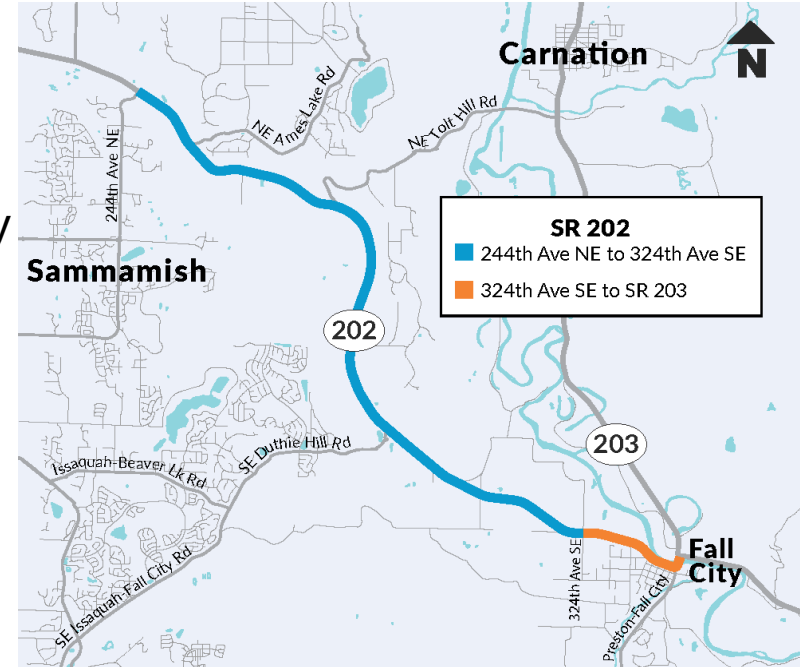 Carnation
N
NE Ames Lake Rd
NE Tolt Hill Rd
244th Ave NE
y
SR 202
244th Ave NE to 324th Ave SE
324th Ave SE to SR 203
Sammamish
202
203
SE Duthie Hill Rd
Issaquah-Beaver Lk Rd
SE Issaquah-Fall City Rd
324th Ave SE
Fall
City
Preston-Fall City